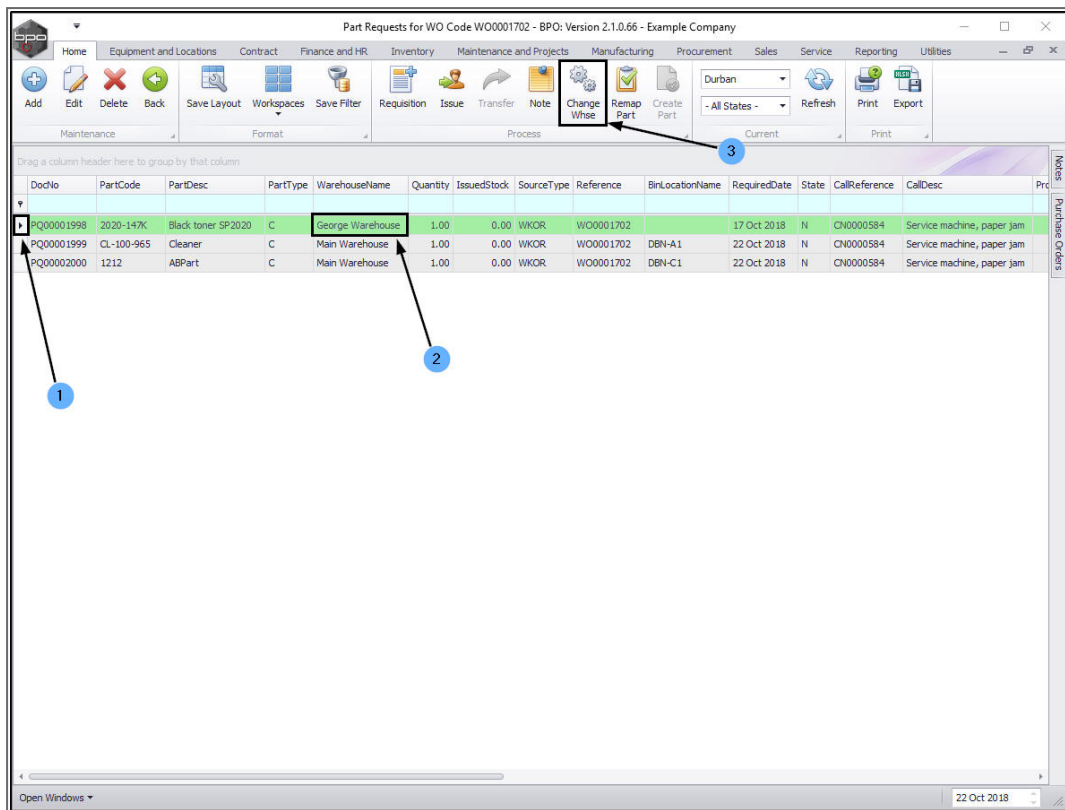 Part Requests for WO Code WO0001702 - BPO: Version 2.1.0.66 - Example Company
bpo
Home Equipment and Locations Contract Finance and HR Inventory Maintenance and Projects Manufacturing Procurement Sales Service Reporting Utilities
Add Edit Delete Back Save Layout Workspaces Save Filter Requisition Issue Transfer Note Change Whse Remap Part Create Part Durban - All States - Refresh Print Export
Maintenance Format Process Current Print
3
Drag a column header here to group by that column
DocNo PartCode PartDesc PartType WarehouseName Quantity IssuedStock SourceType Reference BinLocationName RequiredDate State CallReference CallDesc Pro
PQ00001998 2020-147K Black toner SP2020 C George Warehouse 1.00 0.00 WKOR WO0001702 17 Oct 2018 N CN0000584 Service machine, paper jam
PQ00001999 CL-100-965 Cleaner C Main Warehouse 1.00 0.00 WKOR WO0001702 DBN-A1 22 Oct 2018 N CN0000584 Service machine, paper jam
PQ00002000 1212 ABPart C Main Warehouse 1.00 0.00 WKOR WO0001702 DBN-C1 22 Oct 2018 N CN0000584 Service machine, paper jam
Notes
Purchase Orders
2
1
Open Windows 22 Oct 2018